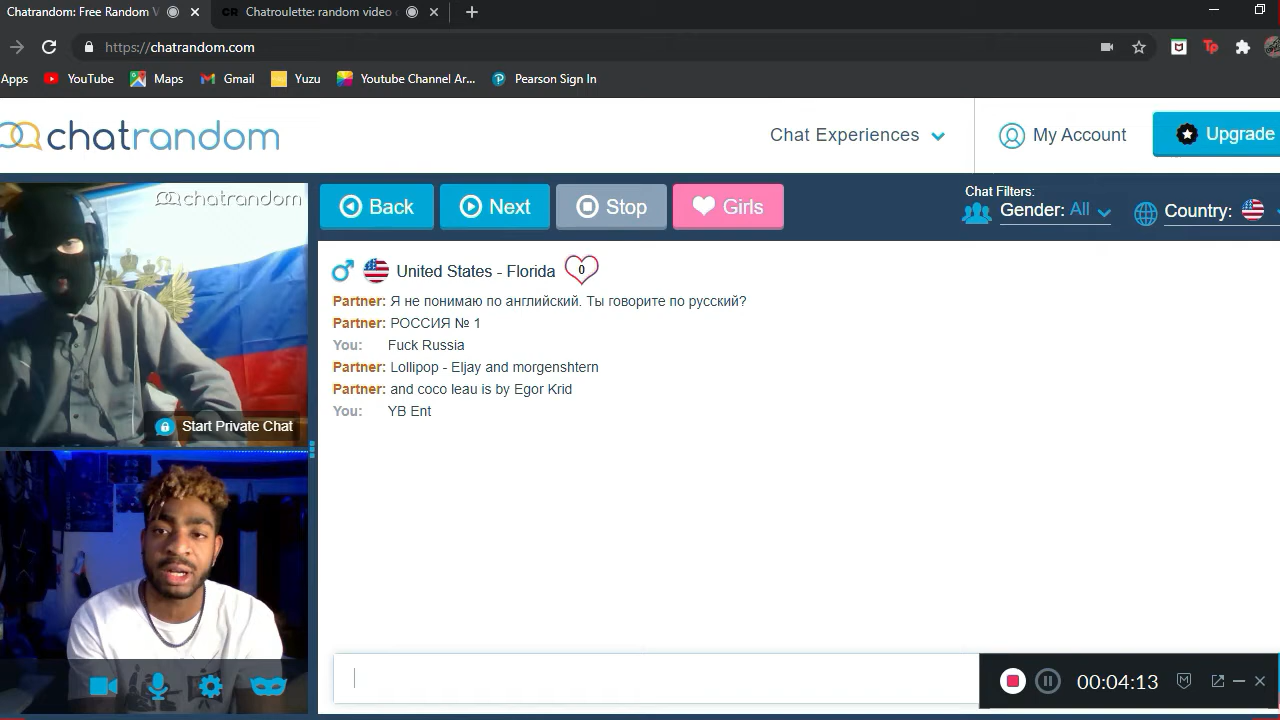 Chatrandom: Free Random V
CR Chatroulette: random video
https://chatrandom.com
Apps YouTube Maps Gmail Yuzu Youtube Channel Ar... Pearson Sign In
chatrandom
Chat Experiences My Account Upgrade
chatrandom
Back Next Stop Girls
Chat Filters:
Gender: All Country:
United States - Florida 0
Partner: Я не понимаю по английский. Ты говорите по русский?
Partner: РОССИЯ № 1
You: Fuck Russia
Partner: Lollipop - Eljay and morgenshtern
Partner: and coco leau is by Egor Krid
You: YB Ent
Start Private Chat
00:04:13